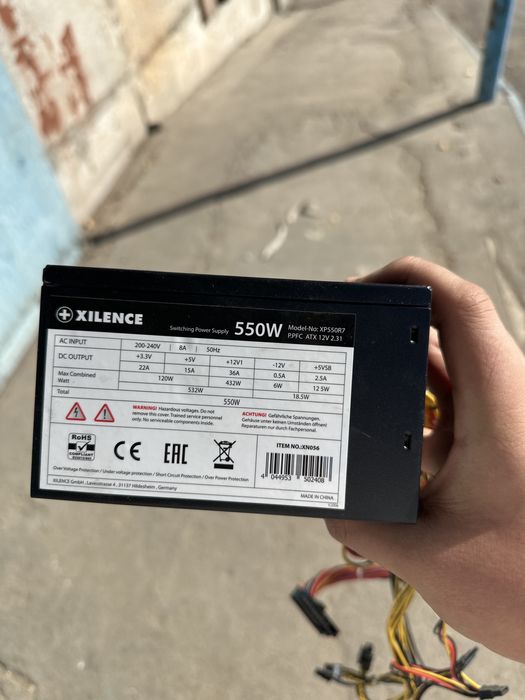 XILENCE
Switching Power Supply 550W Model-No: XP550R7
P.PFC ATX 12V 2.31
AC INPUT 200-240V 8A 50Hz
DC OUTPUT +3.3V +5V +12V1 -12V +5VSB
22A 15A 36A 0.5A 2.5A
Max Combined Watt 120W 432W 6W 12.5W
532W 18.5W
Total 550W
WARNING! Hazardous voltages. Do not
remove this cover. Trained service personel
only. No serviceable components inside.
ACHTUNG! Gefährliche Spannungen.
Gehäuse unter keinen Umständen öffnen!
Reparaturen nur durch Fachpersonal.
RoHS
COMPLIANT
CE EAC
ITEM NO.:XN056
4 044953 502408
Over Voltage Protection / Under voltage protection / Short Circuit Protection / Over Power Protection
XILENCE GmbH . Lavesstrasse 4 . 31137 Hildesheim . Germany
MADE IN CHINA